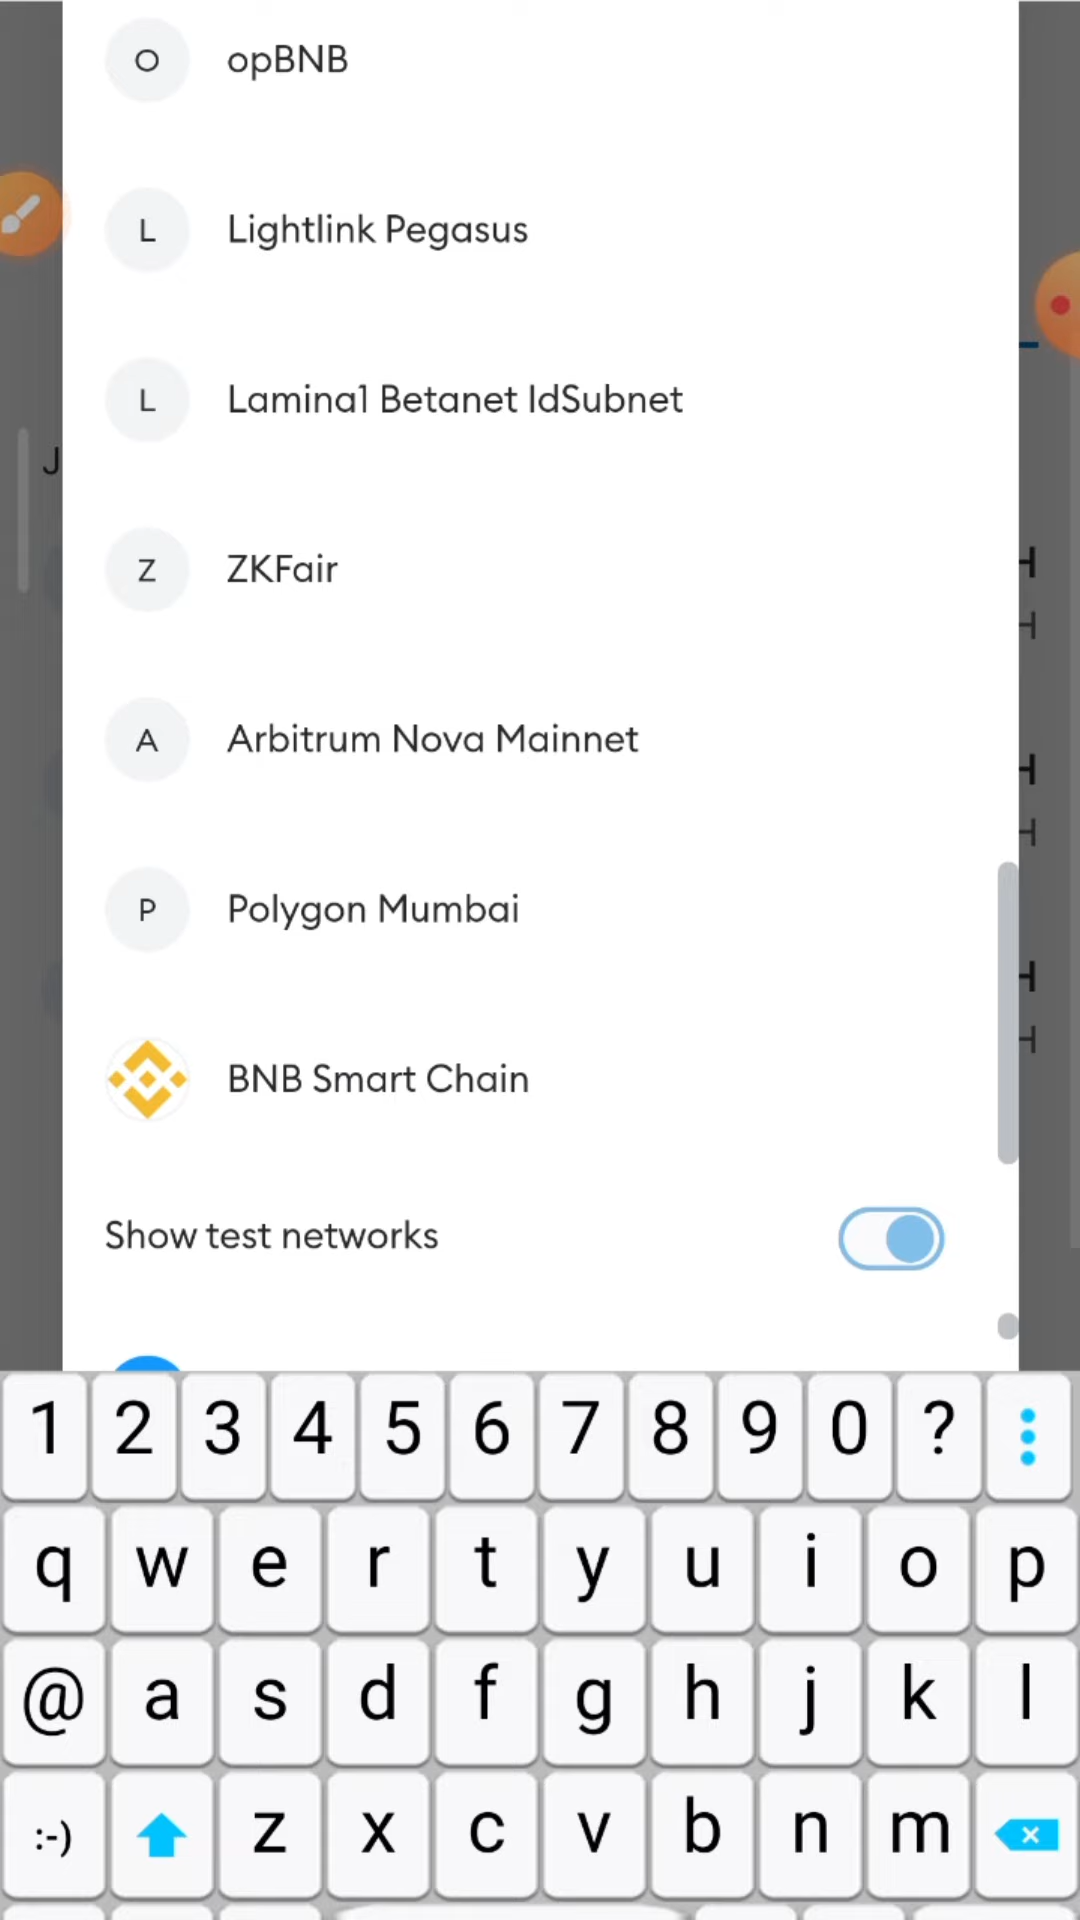 O opBNB
L Lightlink Pegasus
L Lamina1 Betanet IdSubnet
J
Z ZKFair
H
H
A Arbitrum Nova Mainnet
H
H
P Polygon Mumbai
H
H
BNB Smart Chain
Show test networks
1 2 3 4 5 6 7 8 9 0 ?
q w e r t y u i o p
@ a s d f g h j k l
:-) z x c v b n m